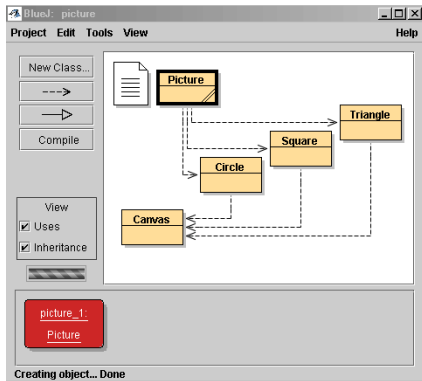 BlueJ: picture
Project Edit Tools View Help
New Class...
Compile
View
Uses
Inheritance
Picture
Triangle
Square
Circle
Canvas
picture_1:
Picture
Creating object... Done